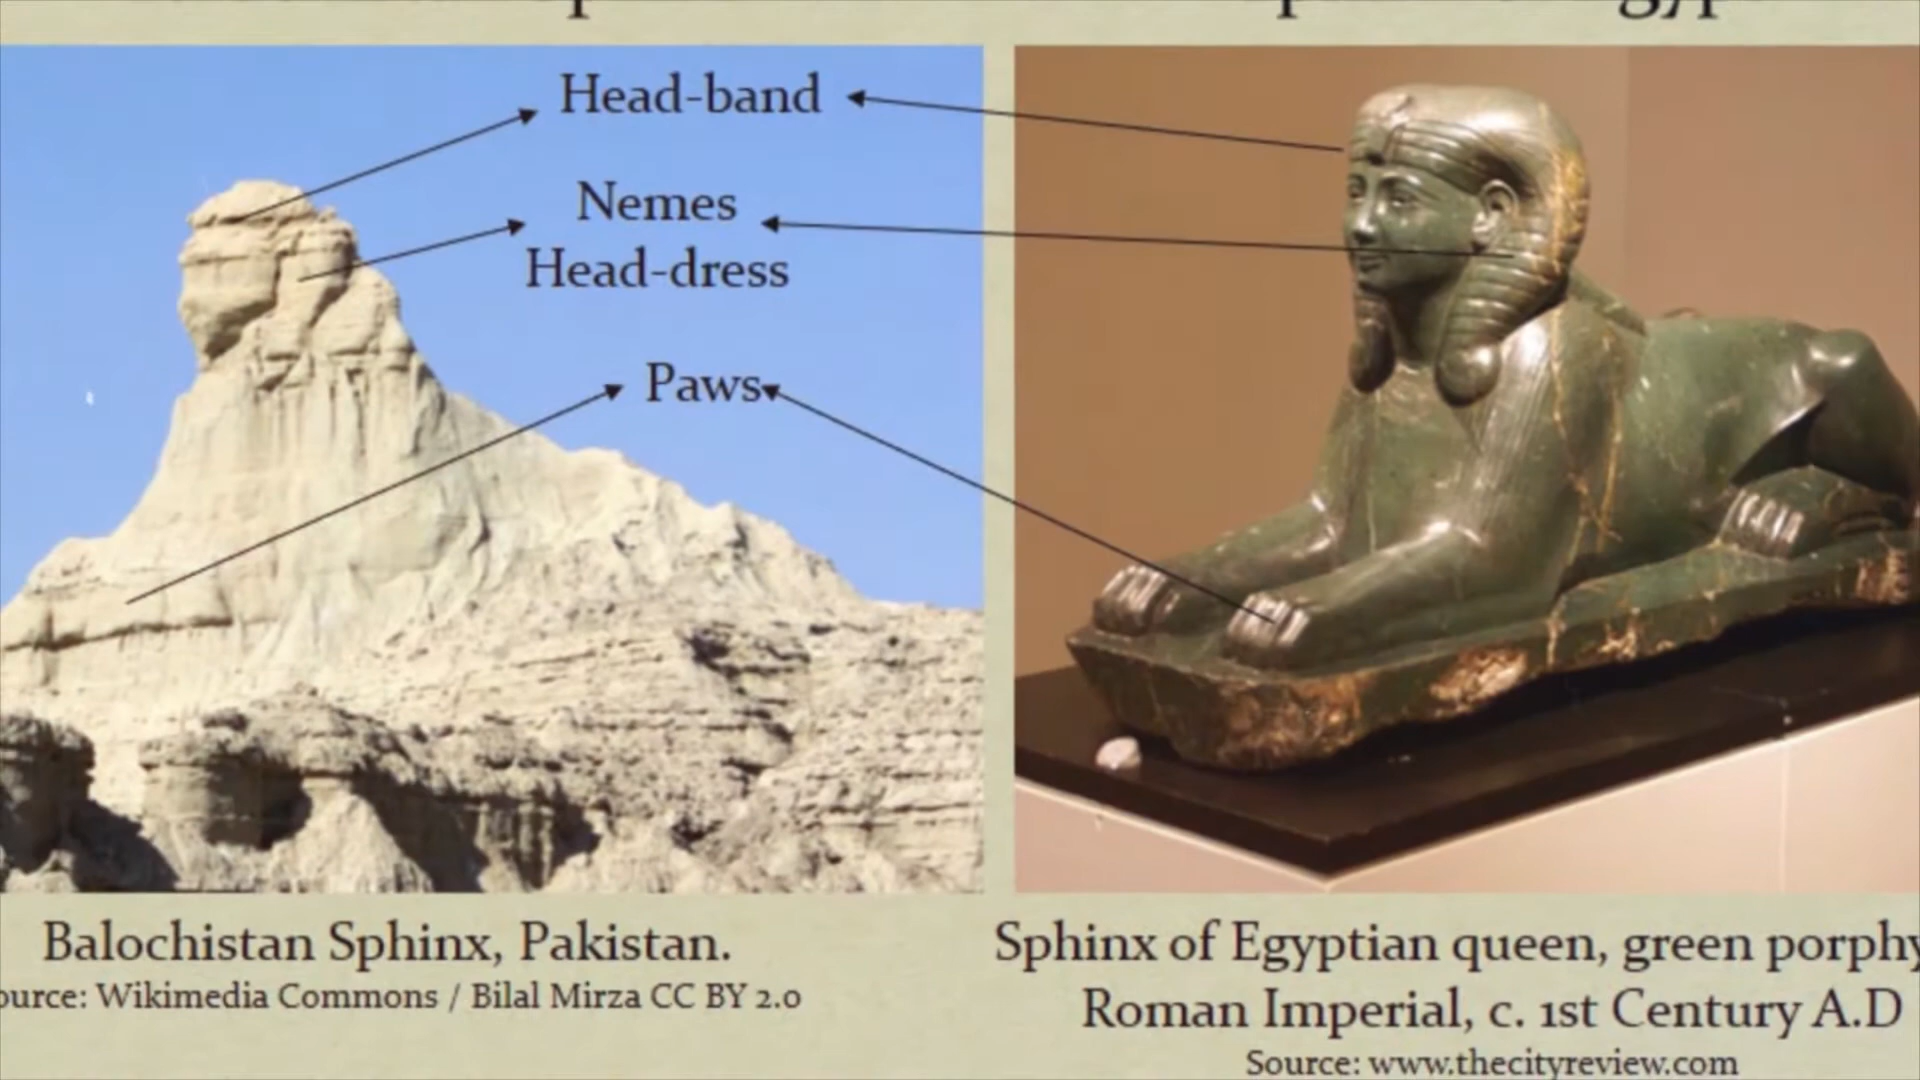 Head-band
Nemes
Head-dress
Paws
Balochistan Sphinx, Pakistan.
Wikimedia Commons / Bilal Mirza CC BY 2.0
Sphinx of Egyptian queen, green
Roman Imperial, c. 1st Century A.D
Source: www.thecityreview.com